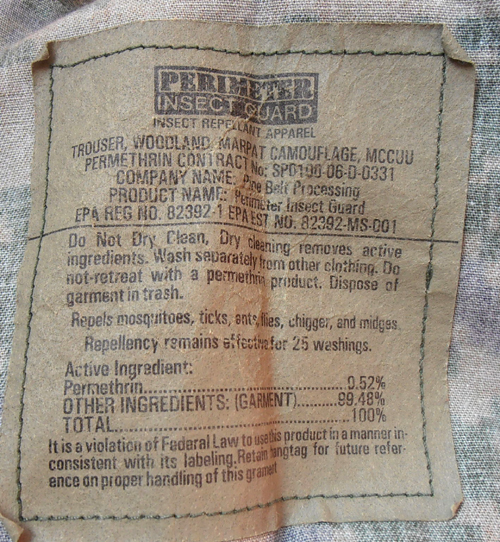 PERIMETER
INSECT GUARD
INSECT REPELLANT APPAREL
TROUSER, WOODLAND MARPAT CAMOUFLAGE, MCCUU
PERMETHRIN CONTRACT No: SPO100-06-D-0331
COMPANY NAME: Pine Belt Processing
PRODUCT NAME: Perimeter Insect Guard
EPA REG NO. 82392-1 EPA EST NO. 82392-MS-001
Do Not Dry Clean, Dry cleaning removes active
ingredients. Wash separately from other clothing. Do
not-retreat with a permethrin product. Dispose of
garment in trash.
Repels mosquitoes, ticks, ants, flies, chigger, and midges.
Repellency remains effective for 25 washings.
Active Ingredient:
Permethrin..........................................0.52%
OTHER INGREDIENTS: (GARMENT)..........99.48%
TOTAL................................................100%
It is a violation of Federal Law to use this product in a manner in-
consistent with its labeling.Retain hangtag for future refer-
ence on proper handling of this grament